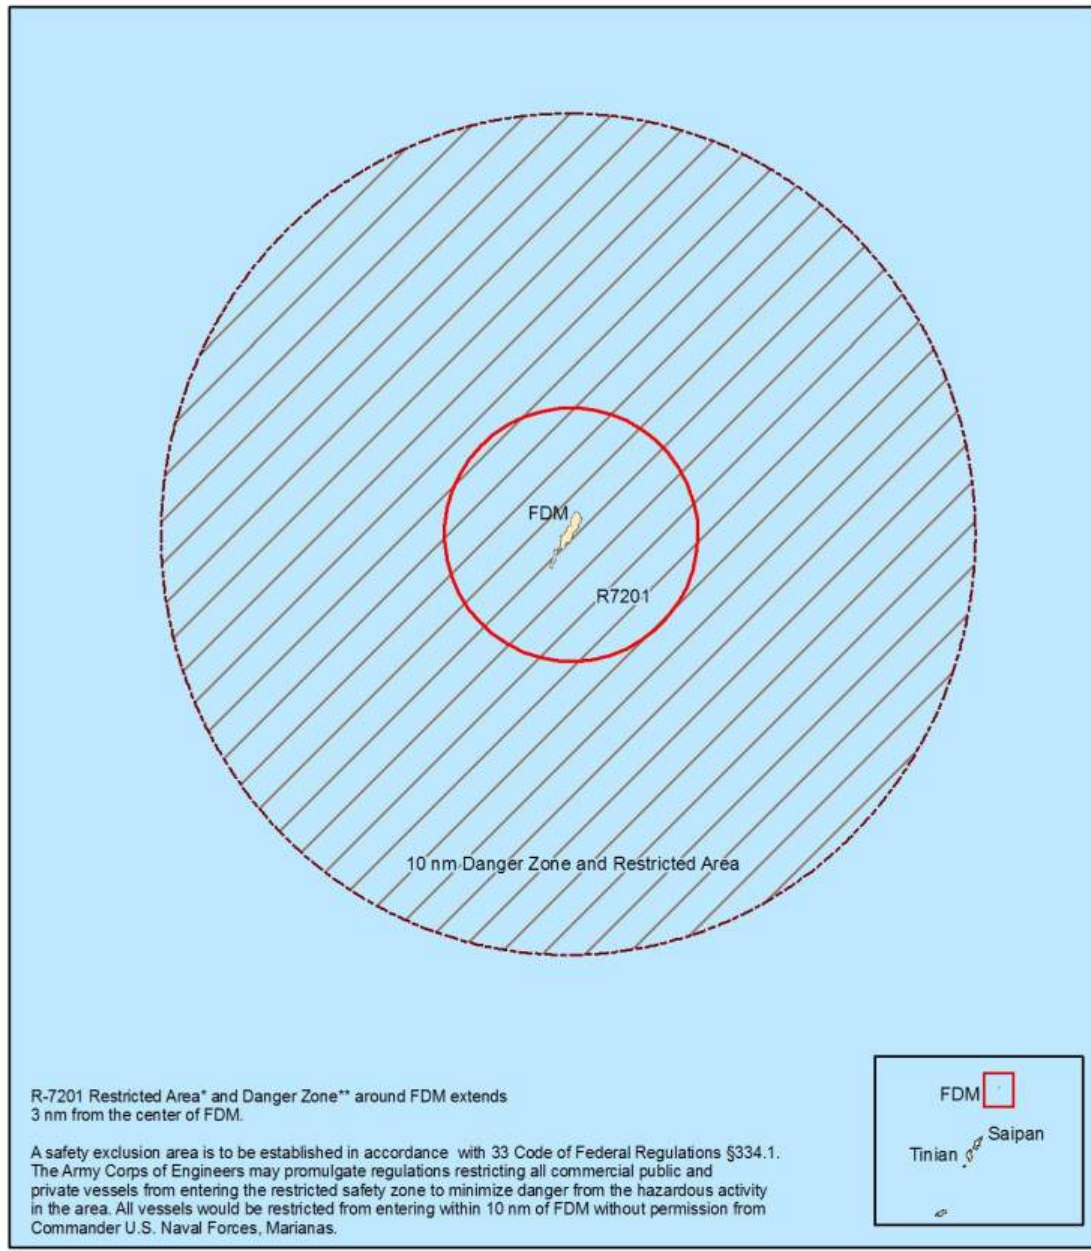 FDM
R7201
10 nm Danger Zone and Restricted Area
R-7201 Restricted Area* and Danger Zone** around FDM extends
3 nm from the center of FDM.
A safety exclusion area is to be established in accordance with 33 Code of Federal Regulations §334.1.
The Army Corps of Engineers may promulgate regulations restricting all commercial public and
private vessels from entering the restricted safety zone to minimize danger from the hazardous activity
in the area. All vessels would be restricted from entering within 10 nm of FDM without permission from
Commander U.S. Naval Forces, Marianas.
FDM
Saipan
Tinian